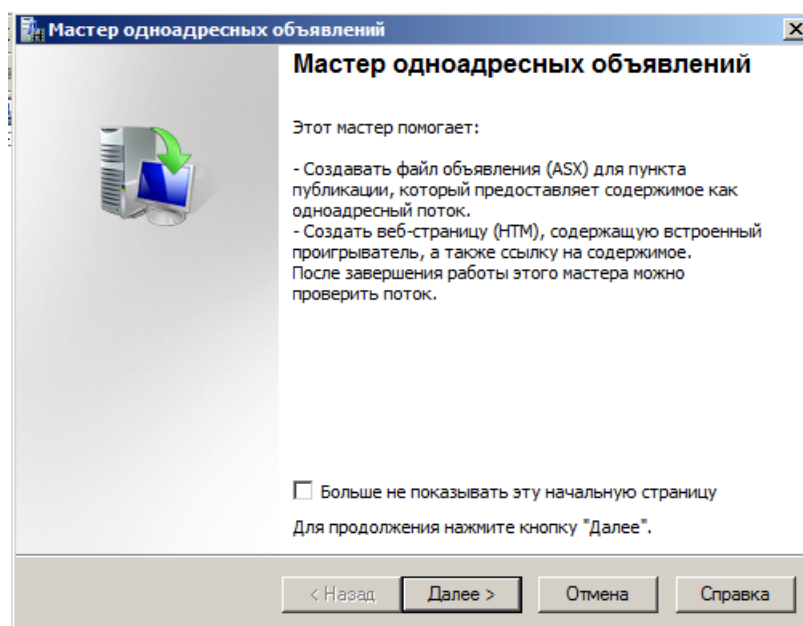 Мастер одноадресных объявлений
Мастер одноадресных объявлений
Этот мастер помогает:
- Создавать файл объявления (ASX) для пункта
публикации, который предоставляет содержимое как
одноадресный поток.
- Создать веб-страницу (HTM), содержащую встроенный
проигрыватель, а также ссылку на содержимое.
После завершения работы этого мастера можно
проверить поток.
Больше не показывать эту начальную страницу
Для продолжения нажмите кнопку "Далее".
< Назад Далее > Отмена Справка